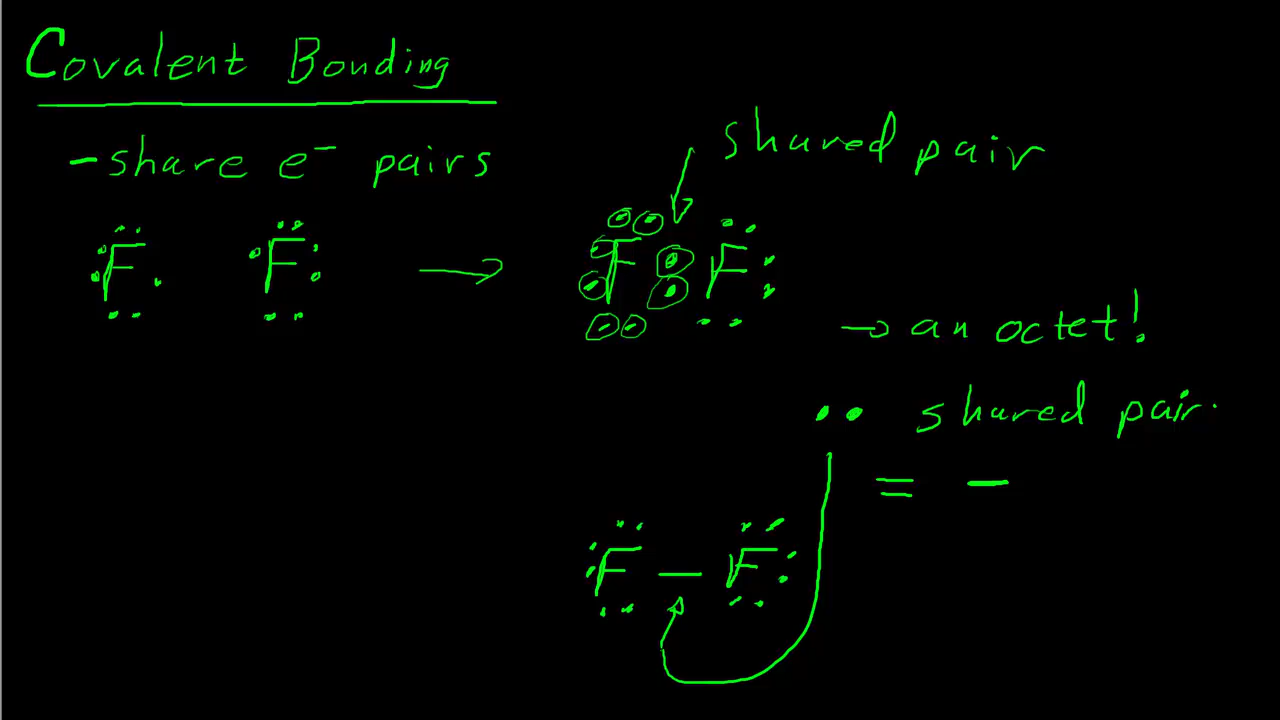 Covalent Bonding
- share e⁻ pairs
shared pair
F F → F : F
→ an octet!
•• shared pair.
= –
F – F